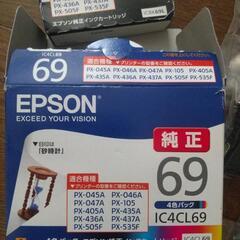 PX-436A PX-437A
PX-505F PX-535F
エプソン純正インクカートリッジ
ICBK69L
69
適合機種
PX-045A PX-046A PX-047A PX-105 PX-405A
PX-435A PX-436A PX-437A PX-505F PX-535F
EPSON
EXCEED YOUR VISION
純正
69
4色パック
IC4CL69
目印は
「砂時計」
適合機種
PX-045A PX-046A
PX-047A PX-105
PX-405A PX-435A
PX-436A PX-437A
PX-505F PX-535F